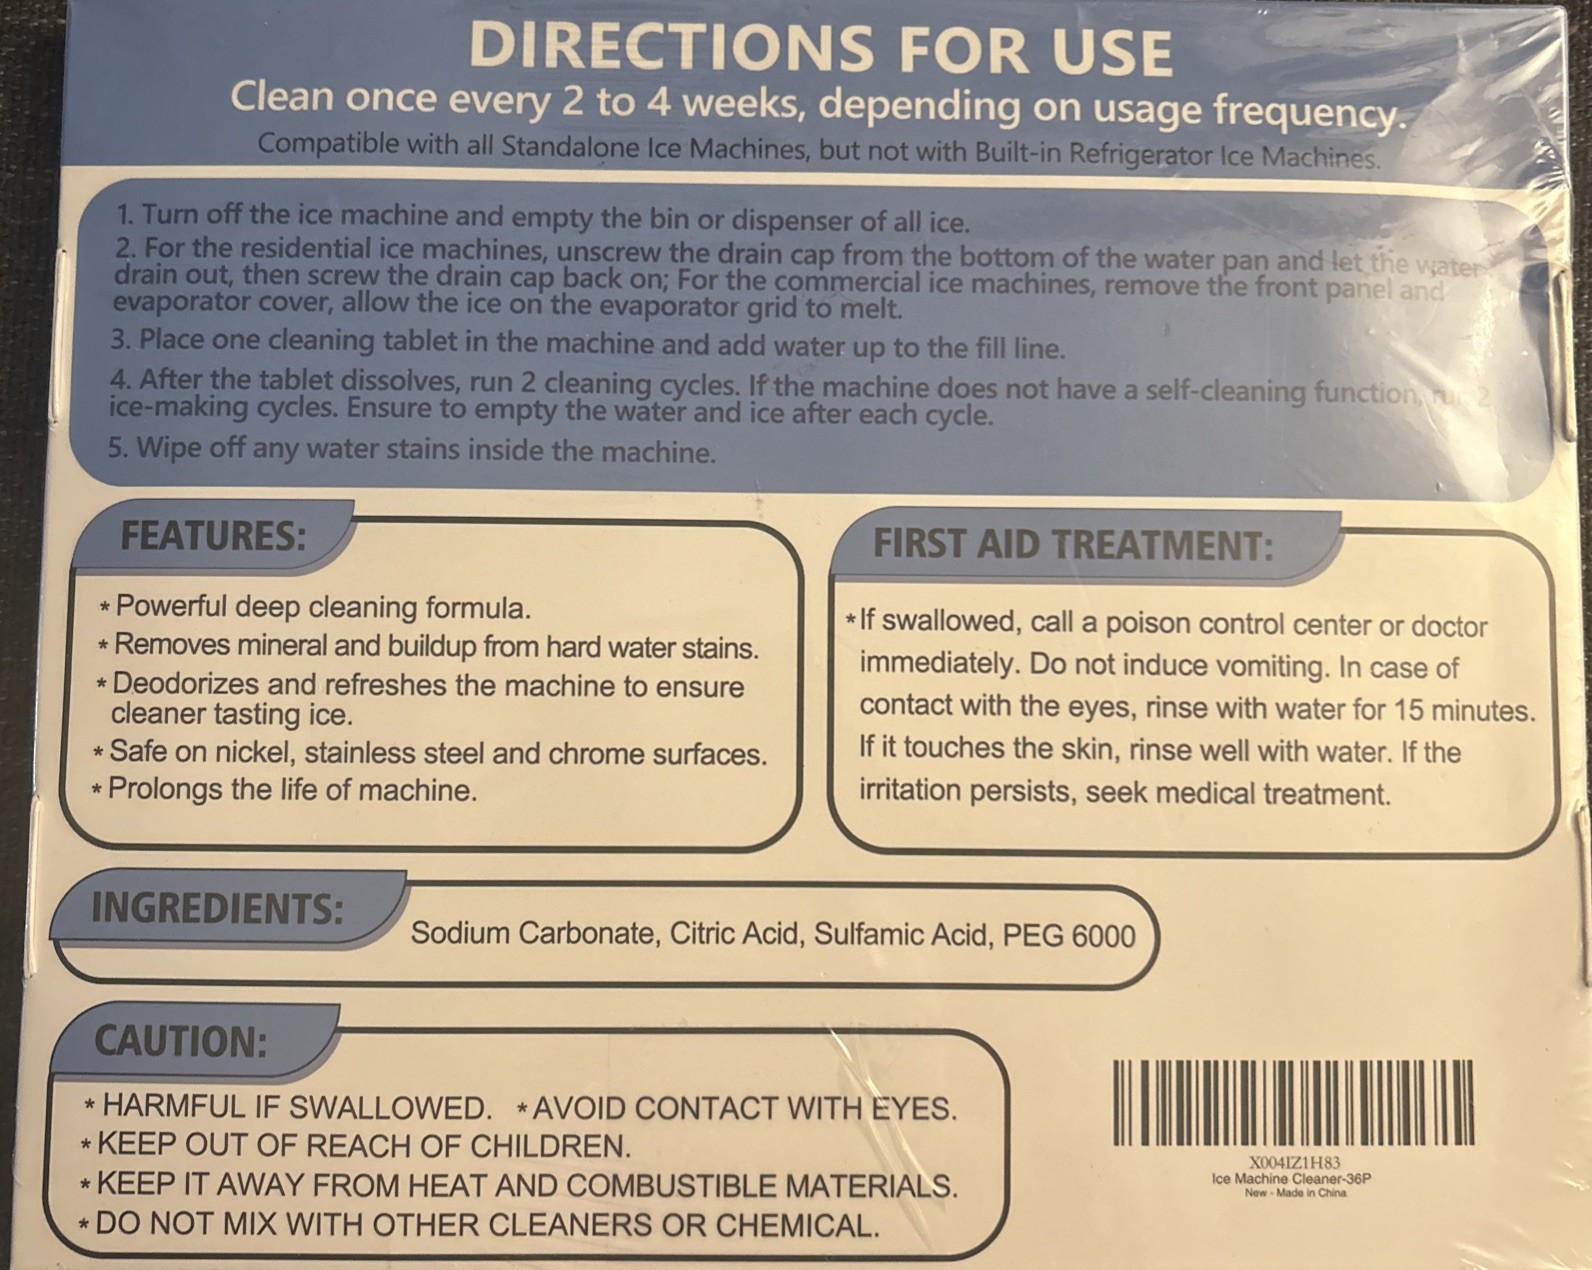 DIRECTIONS FOR USE
Clean once every 2 to 4 weeks, depending on usage frequency.
Compatible with all Standalone Ice Machines, but not with Built-in Refrigerator Ice Machines.
1. Turn off the ice machine and empty the bin or dispenser of all ice.
2. For the residential ice machines, unscrew the drain cap from the bottom of the water pan and let the water
drain out, then screw the drain cap back on; For the commercial ice machines, remove the front panel and
evaporator cover, allow the ice on the evaporator grid to melt.
3. Place one cleaning tablet in the machine and add water up to the fill line.
4. After the tablet dissolves, run 2 cleaning cycles. If the machine does not have a self-cleaning function, run 2
ice-making cycles. Ensure to empty the water and ice after each cycle.
5. Wipe off any water stains inside the machine.
FEATURES:
* Powerful deep cleaning formula.
* Removes mineral and buildup from hard water stains.
* Deodorizes and refreshes the machine to ensure
cleaner tasting ice.
* Safe on nickel, stainless steel and chrome surfaces.
* Prolongs the life of machine.
FIRST AID TREATMENT:
* If swallowed, call a poison control center or doctor
immediately. Do not induce vomiting. In case of
contact with the eyes, rinse with water for 15 minutes.
If it touches the skin, rinse well with water. If the
irritation persists, seek medical treatment.
INGREDIENTS:
Sodium Carbonate, Citric Acid, Sulfamic Acid, PEG 6000
CAUTION:
* HARMFUL IF SWALLOWED. * AVOID CONTACT WITH EYES.
* KEEP OUT OF REACH OF CHILDREN.
* KEEP IT AWAY FROM HEAT AND COMBUSTIBLE MATERIALS.
* DO NOT MIX WITH OTHER CLEANERS OR CHEMICAL.
X004IZ1H83
Ice Machine Cleaner-36P
New - Made in China